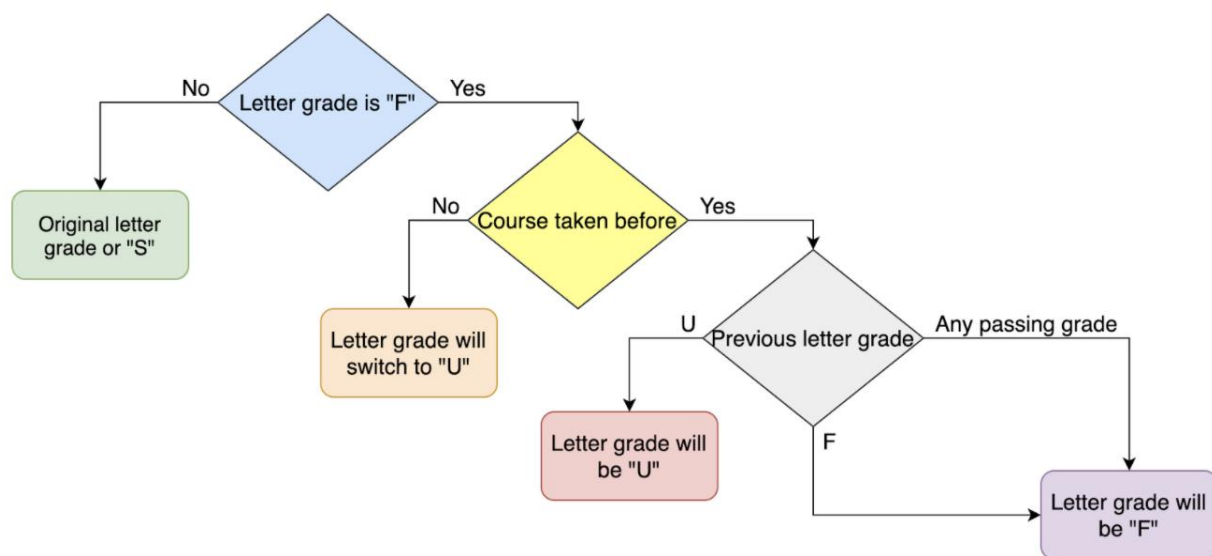 No
Letter grade is "F"
Yes
Original letter
grade or "S"
No
Course taken before
Yes
Letter grade will
switch to "U"
U
Previous letter grade
Any passing grade
Letter grade will
be "U"
F
Letter grade will
be "F"